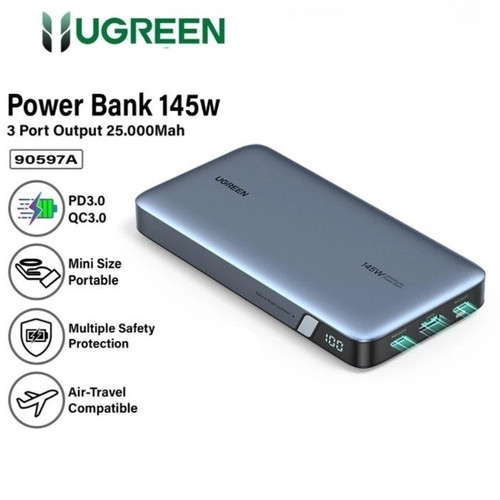 UGREEN
Power Bank 145w
3 Port Output 25.000Mah
90597A
PD3.0
QC3.0
Mini Size
Portable
Multiple Safety
Protection
Air-Travel
Compatible
UGREEN
145W
100